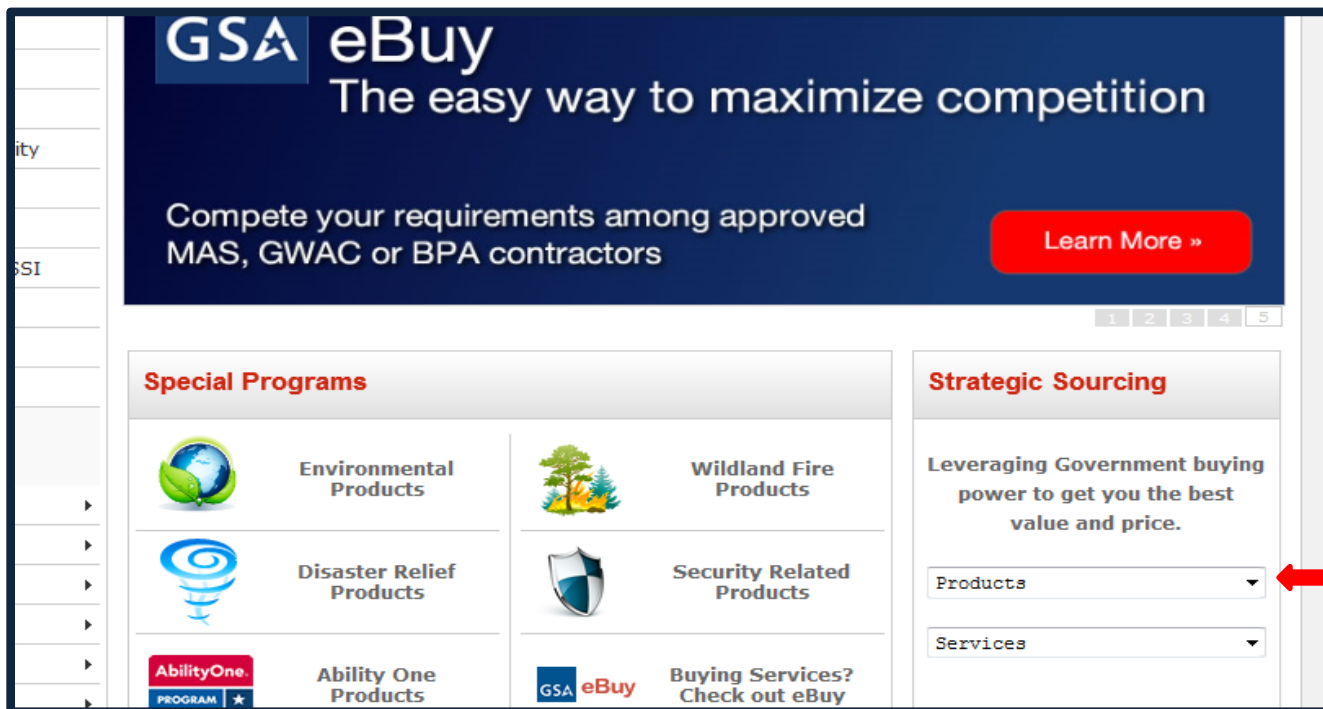 GSA eBuy
The easy way to maximize competition
ity
Compete your requirements among approved
MAS, GWAC or BPA contractors
Learn More »
SSI
1 2 3 4 5
Special Programs
Environmental
Products
Wildland Fire
Products
Disaster Relief
Products
Security Related
Products
AbilityOne.
PROGRAM
Ability One
Products
GSA eBuy
Buying Services?
Check out eBuy
Strategic Sourcing
Leveraging Government buying
power to get you the best
value and price.
Products
Services